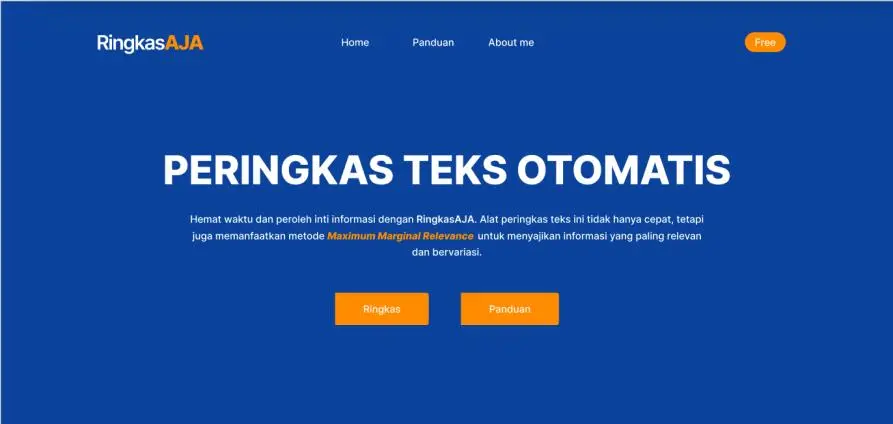 RingkasAJA
Home
Panduan
About me
Free
PERINGKAS TEKS OTOMATIS
Hemat waktu dan peroleh inti informasi dengan RingkasAJA. Alat peringkas teks ini tidak hanya cepat, tetapi
juga memanfaatkan metode Maximum Marginal Relevance untuk menyajikan informasi yang paling relevan
dan bervariasi.
Ringkas
Panduan